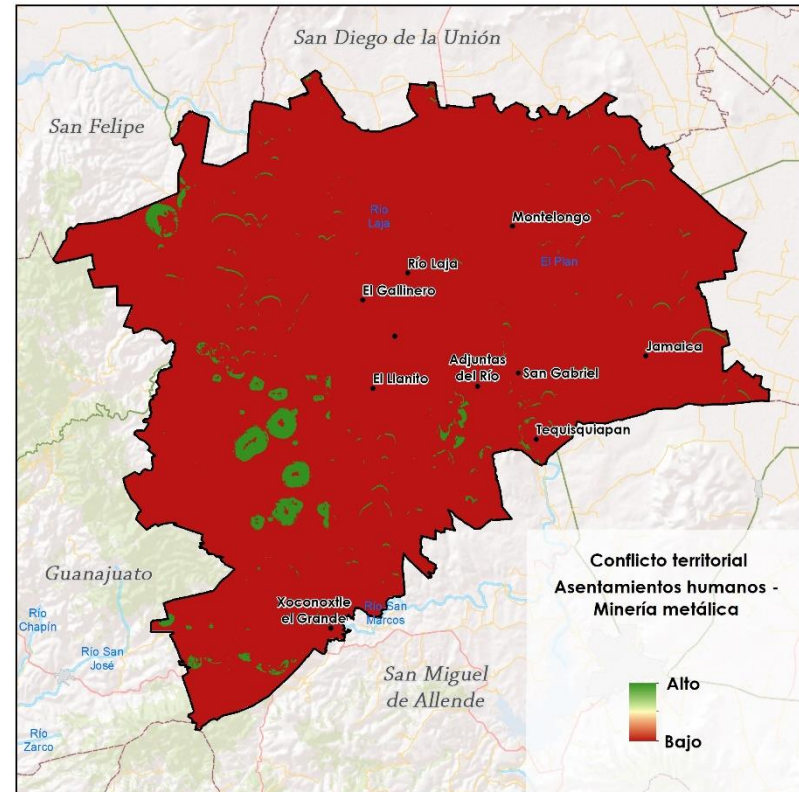 San Diego de la Unión
San Felipe
Río
Laja
Montelongo
Río Laja
El Plan
El Gallinero
Jamaica
Adjuntas
del Río
San Gabriel
El Llanito
Tequisquiapan
Guanajuato
Río
Chapín
Río San
José
Río
Zarco
Xoconoxtle
el Grande
Río San
Marcos
San Miguel
de Allende
Conflicto territorial
Asentamientos humanos -
Minería metálica
Alto
Bajo